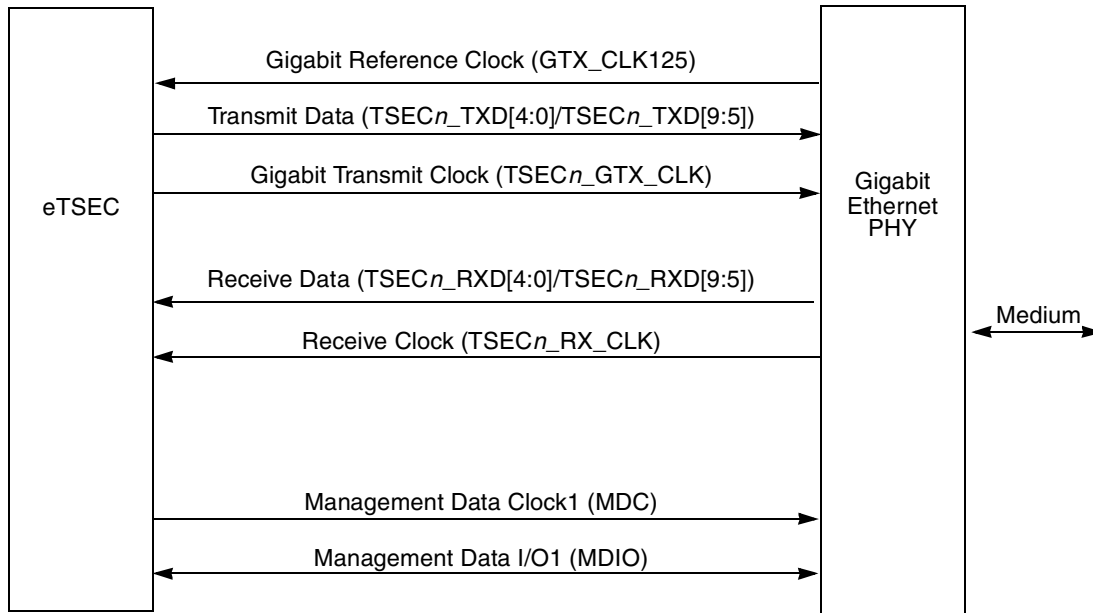 Gigabit Reference Clock (GTX_CLK125)
Transmit Data (TSECn_TXD[4:0]/TSECn_TXD[9:5])
Gigabit Transmit Clock (TSECn_GTX_CLK)
eTSEC
Gigabit
Ethernet
PHY
Receive Data (TSECn_RXD[4:0]/TSECn_RXD[9:5])
Medium
Receive Clock (TSECn_RX_CLK)
Management Data Clock1 (MDC)
Management Data I/O1 (MDIO)